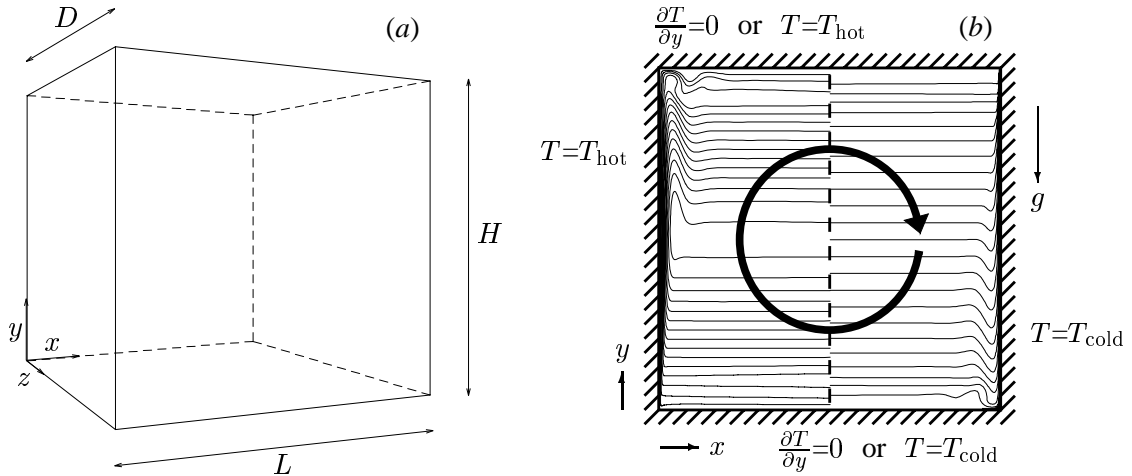 D
(a)
H
y
x
z
L
∂T/∂y=0 or T=T_hot
(b)
T=T_hot
g
T=T_cold
y
x
∂T/∂y=0 or T=T_cold